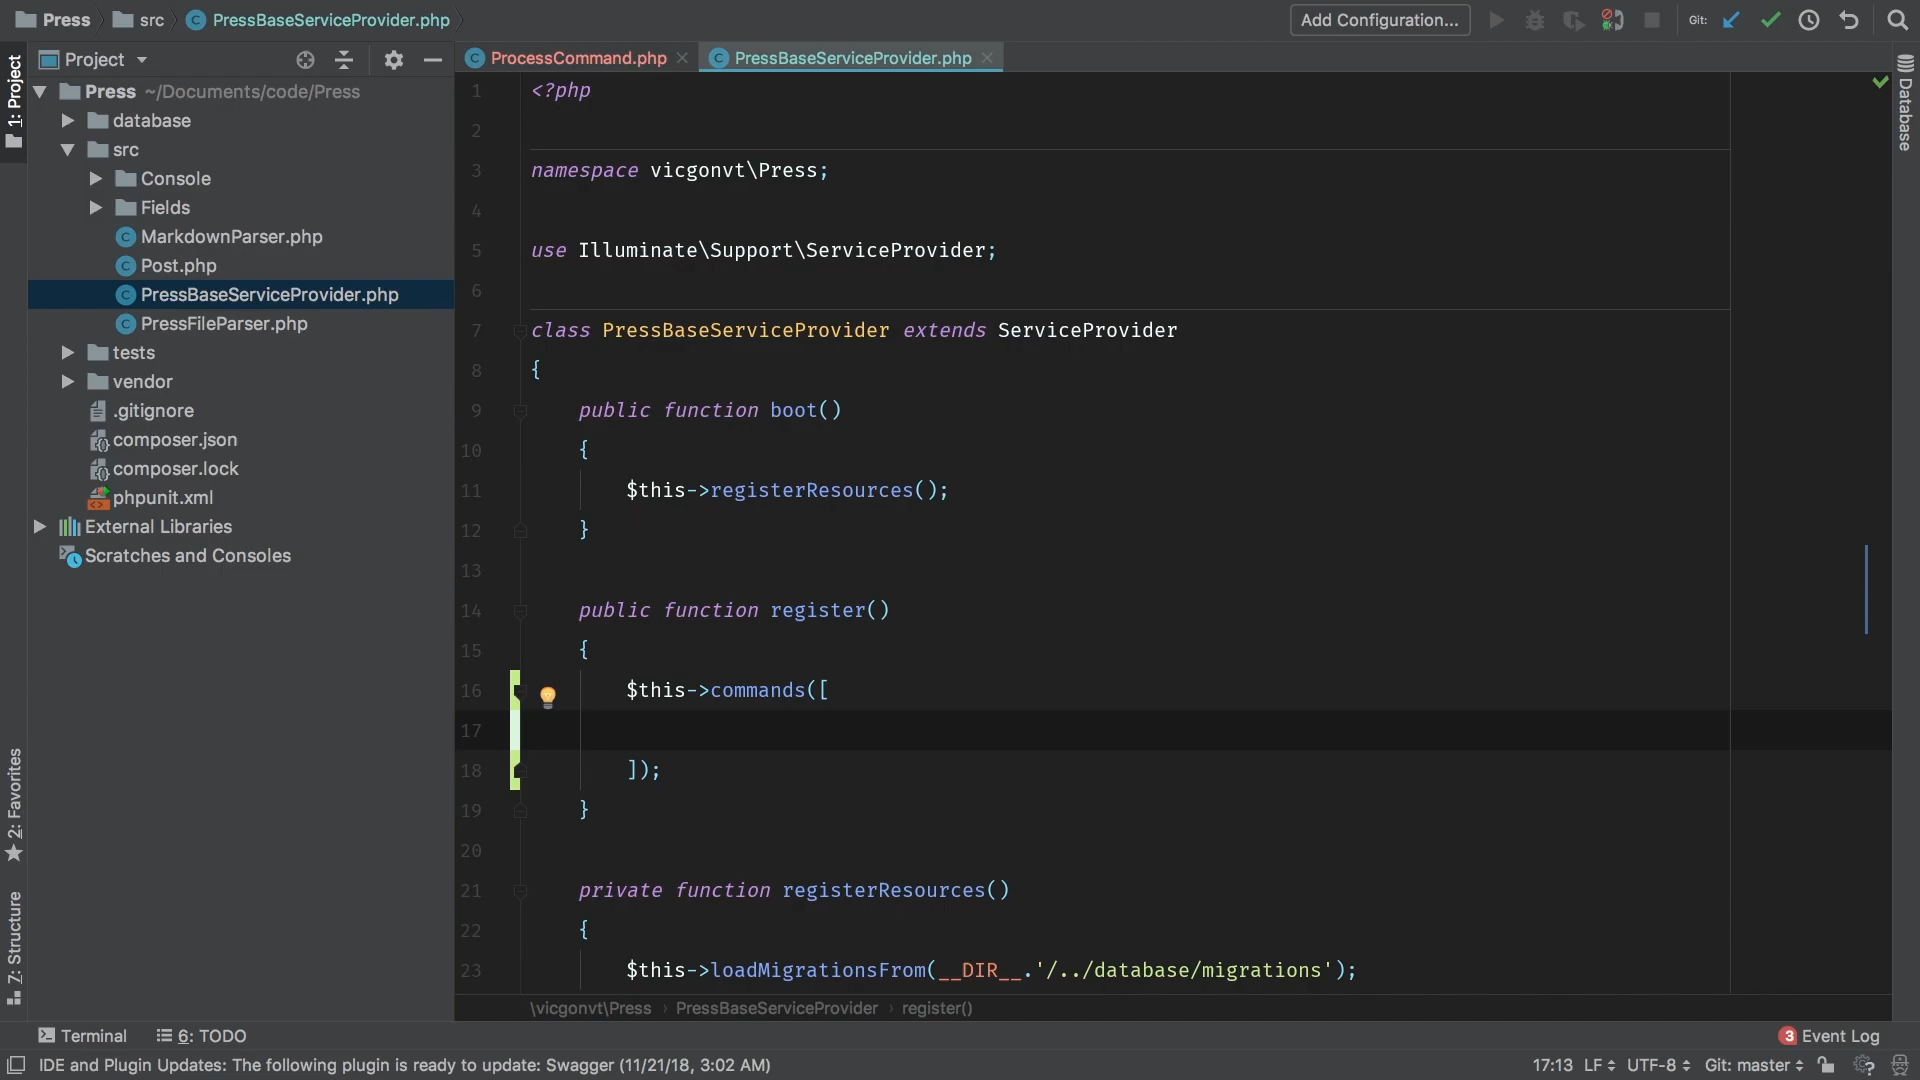 Press
src
PressBaseServiceProvider.php
Add Configuration...
Git:
1: Project
Project
ProcessCommand.php
PressBaseServiceProvider.php
Database
Press ~/Documents/code/Press
database
src
Console
Fields
MarkdownParser.php
Post.php
PressBaseServiceProvider.php
PressFileParser.php
tests
vendor
.gitignore
composer.json
composer.lock
phpunit.xml
External Libraries
Scratches and Consoles
2: Favorites
7: Structure
1 <?php
2
3 namespace vicgonvt\Press;
4
5 use Illuminate\Support\ServiceProvider;
6
7 class PressBaseServiceProvider extends ServiceProvider
8 {
9 public function boot()
10 {
11 $this->registerResources();
12 }
13
14 public function register()
15 {
16 $this->commands([
17
18 ]);
19 }
20
21 private function registerResources()
22 {
23 $this->loadMigrationsFrom(__DIR__.'/../database/migrations');
\vicgonvt\Press › PressBaseServiceProvider › register()
Terminal
6: TODO
3 Event Log
IDE and Plugin Updates: The following plugin is ready to update: Swagger (11/21/18, 3:02 AM)
17:13 LF UTF-8 Git: master